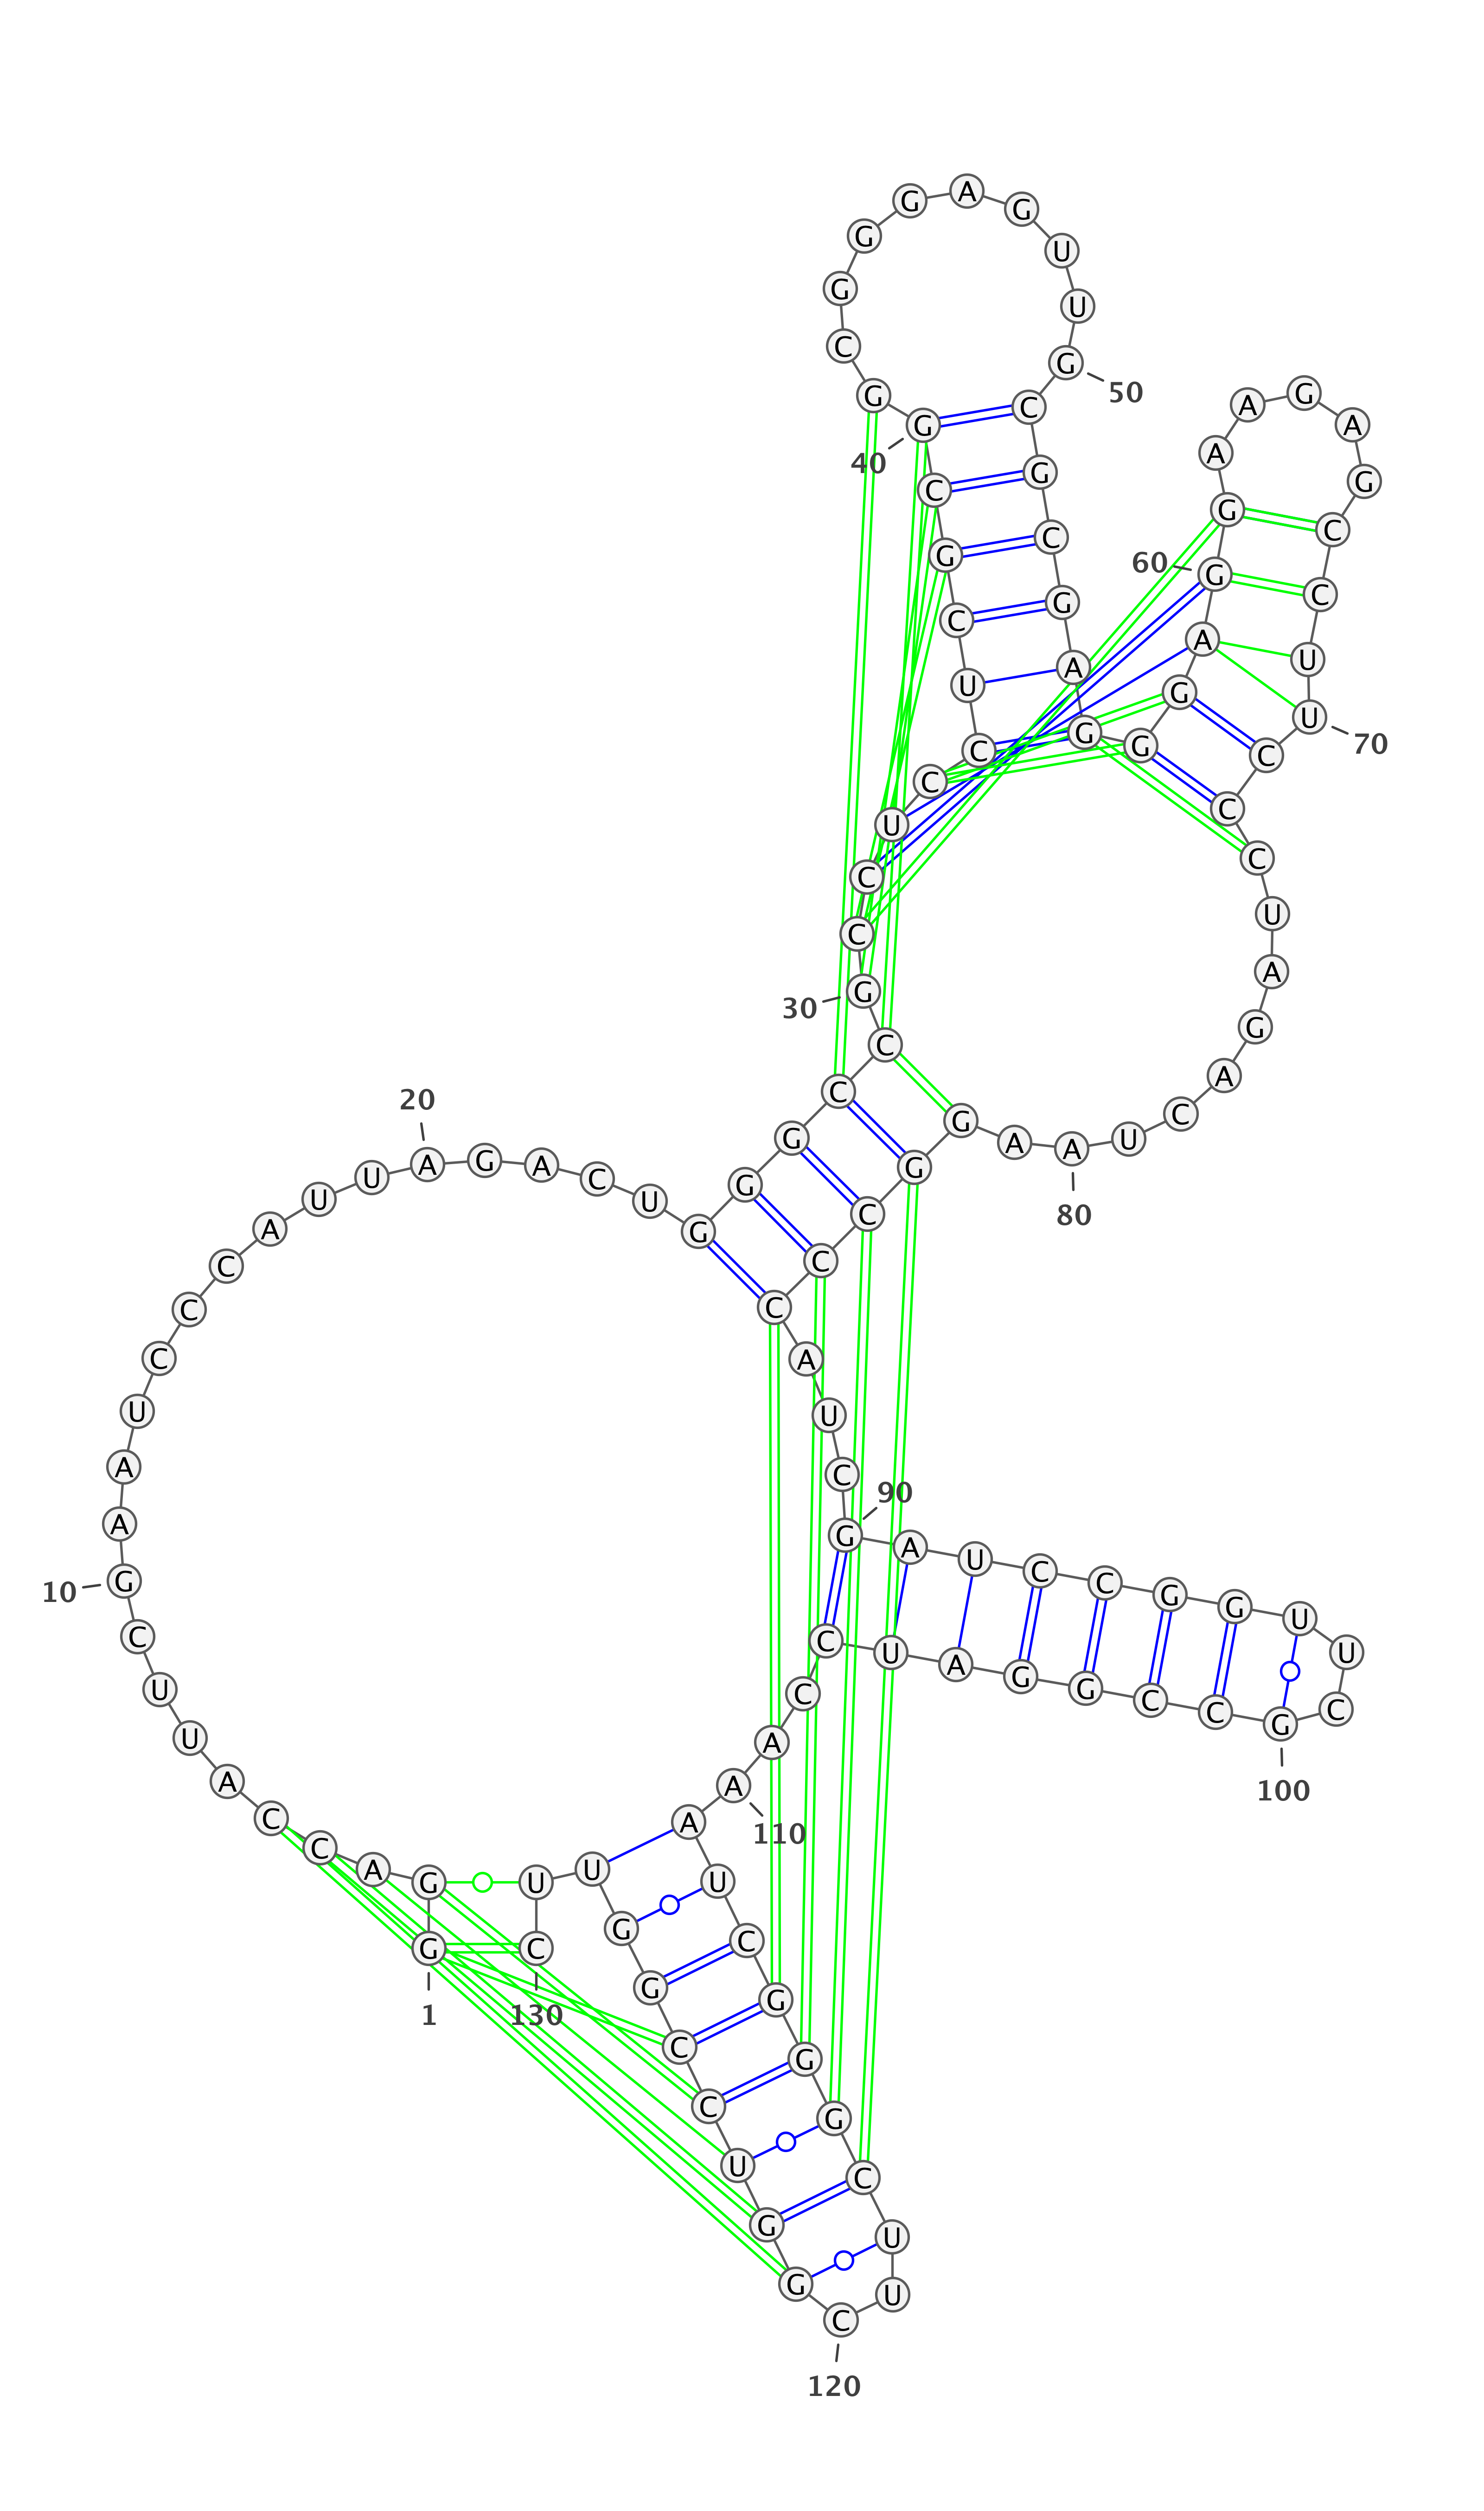 G
1
G A C C A U U C G
10
A A U C C C A U U A
20
G A C U G G G C C G
30
C C U C C U C G C G
40
G C G G G A G U U G
50
C G C G A G G G A G
60
G A A G A G C C U U
70
C C C U A G A C U A
80
A G G C C C A U C G
90
A U C C G G U U C G
100
C C G G A U C C A A
110
A U C G G G C U U C
120
G G U C C G G U U C
130